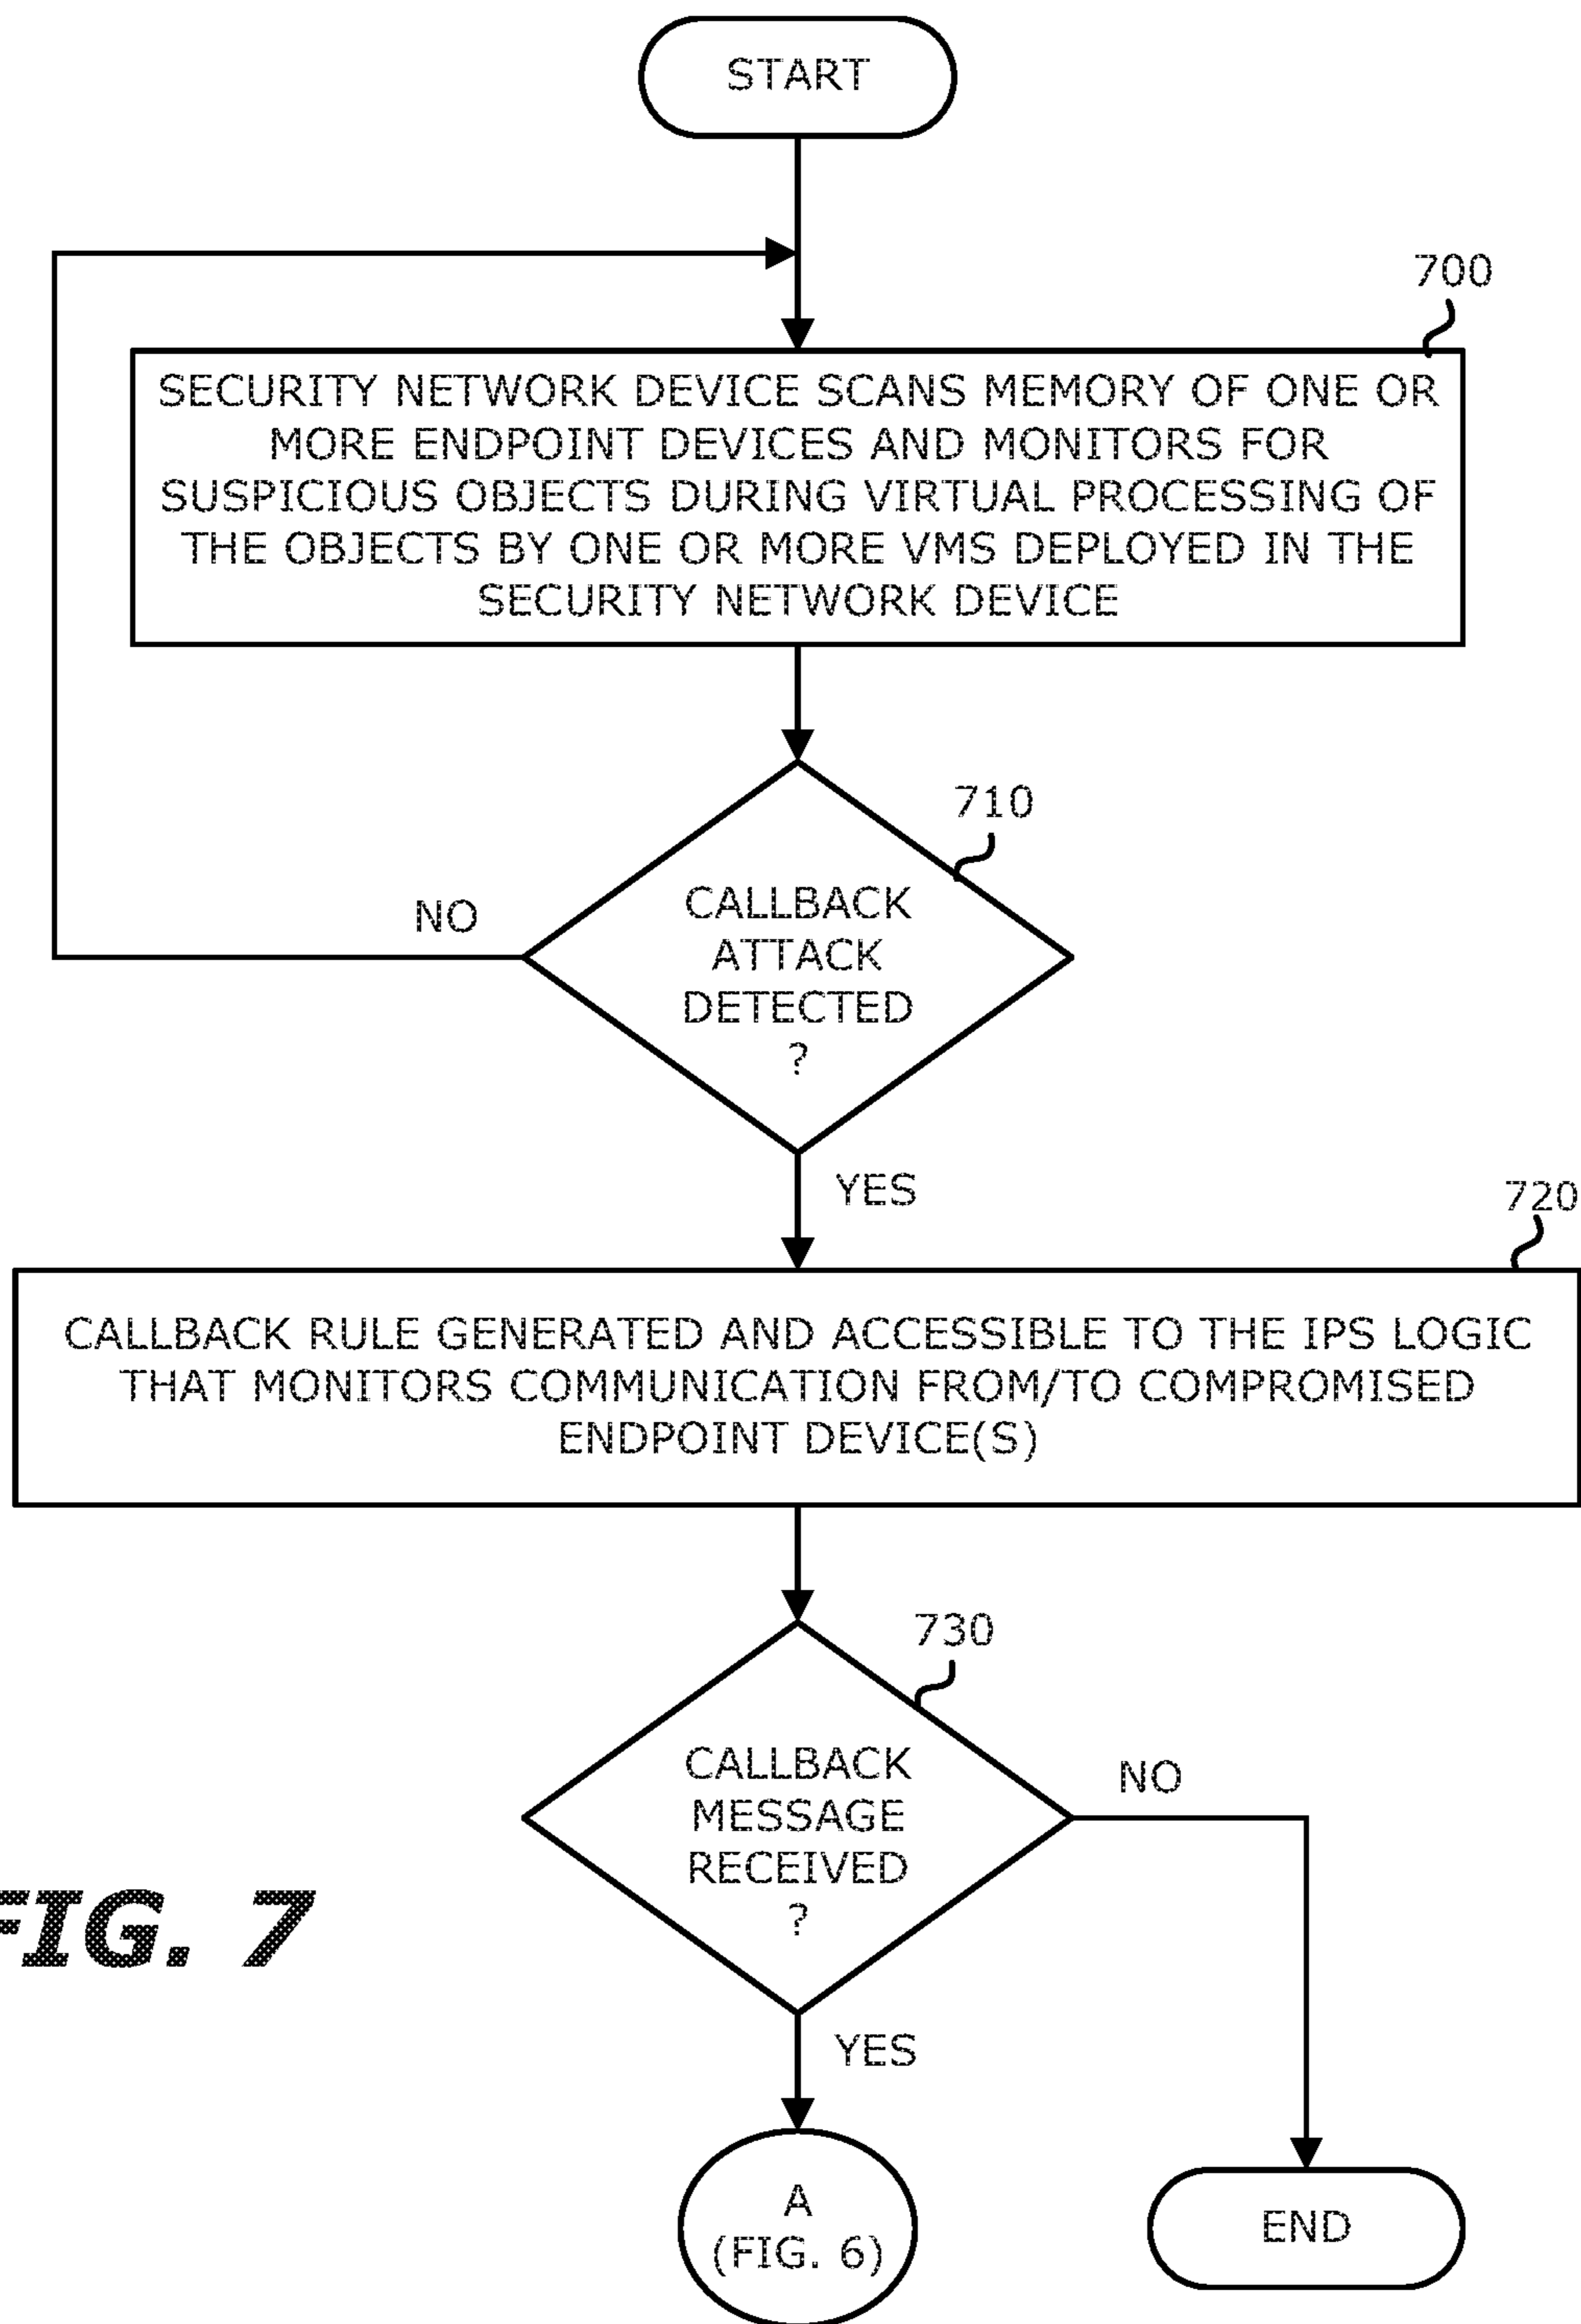 START
700
SECURITY NETWORK DEVICE SCANS MEMORY OF ONE OR
MORE ENDPOINT DEVICES AND MONITORS FOR
SUSPICIOUS OBJECTS DURING VIRTUAL PROCESSING OF
THE OBJECTS BY ONE OR MORE VMS DEPLOYED IN THE
SECURITY NETWORK DEVICE
710
NO
CALLBACK
ATTACK
DETECTED
?
YES
720
CALLBACK RULE GENERATED AND ACCESSIBLE TO THE IPS LOGIC
THAT MONITORS COMMUNICATION FROM/TO COMPROMISED
ENDPOINT DEVICE(S)
730
CALLBACK
MESSAGE
RECEIVED
?
NO
FIG. 7
YES
A
(FIG. 6)
END